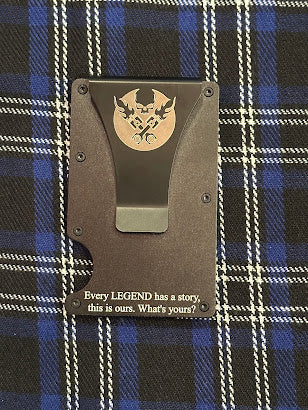 Every LEGEND has a story,
this is ours. What's yours?